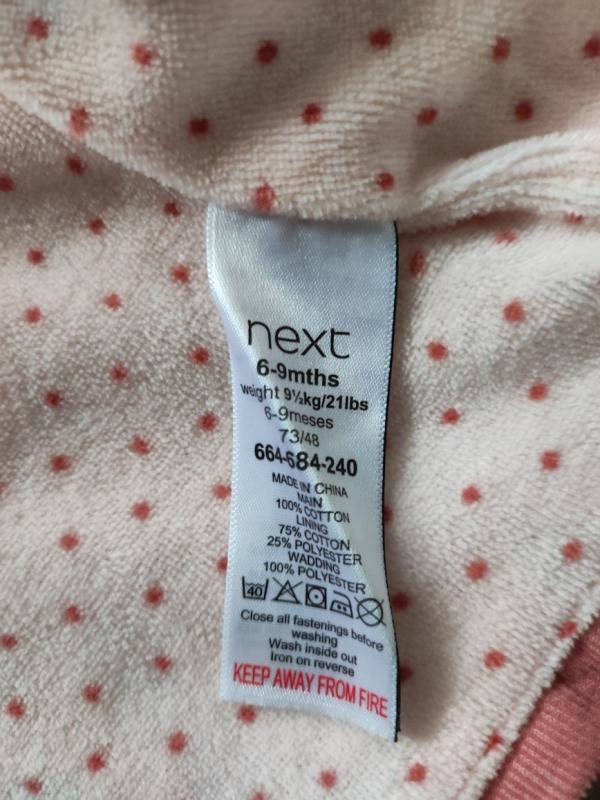 next
6-9mths
weight 9½kg/21lbs
6-9meses
73/48
664-684-240
MADE IN CHINA
MAIN
100% COTTON
LINING
75% COTTON
25% POLYESTER
WADDING
100% POLYESTER
40
Close all fastenings before
washing
Wash inside out
Iron on reverse
KEEP AWAY FROM FIRE